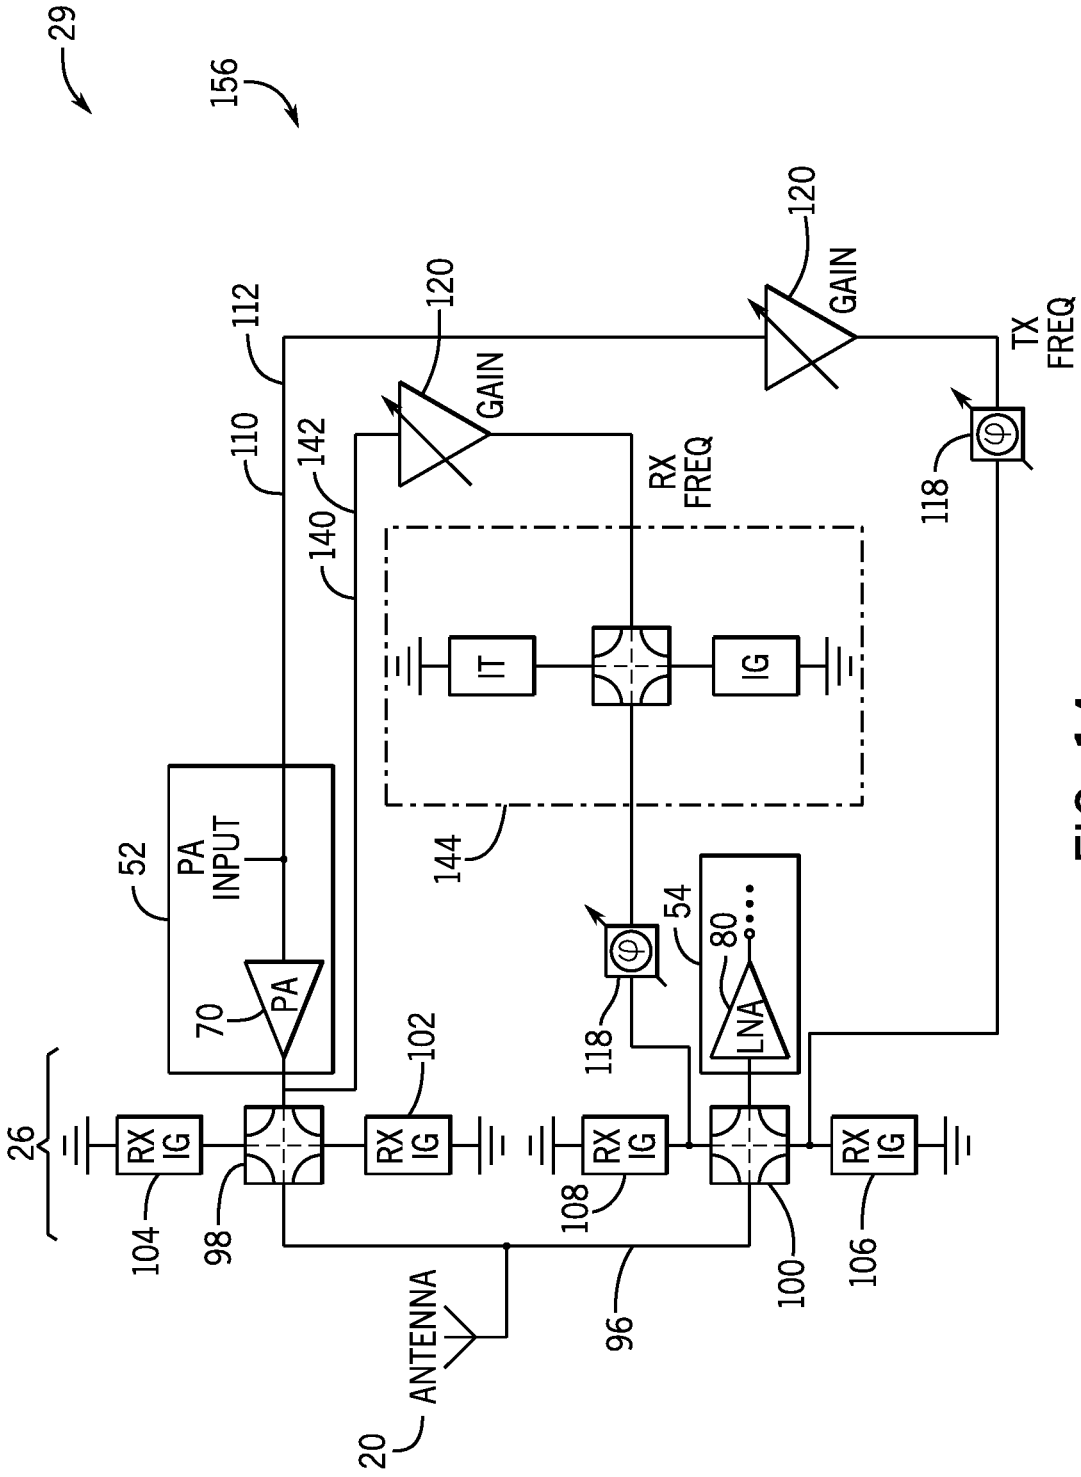 29
26
52
104
RX
IG
PA
INPUT
156
70
98
PA
112
110
142
140
20
ANTENNA
RX
IG
102
120
144
IT
GAIN
108
RX
IG
118
φ
96
54
RX
FREQ
80
LNA
IG
100
120
GAIN
106
RX
IG
118
φ
TX
FREQ